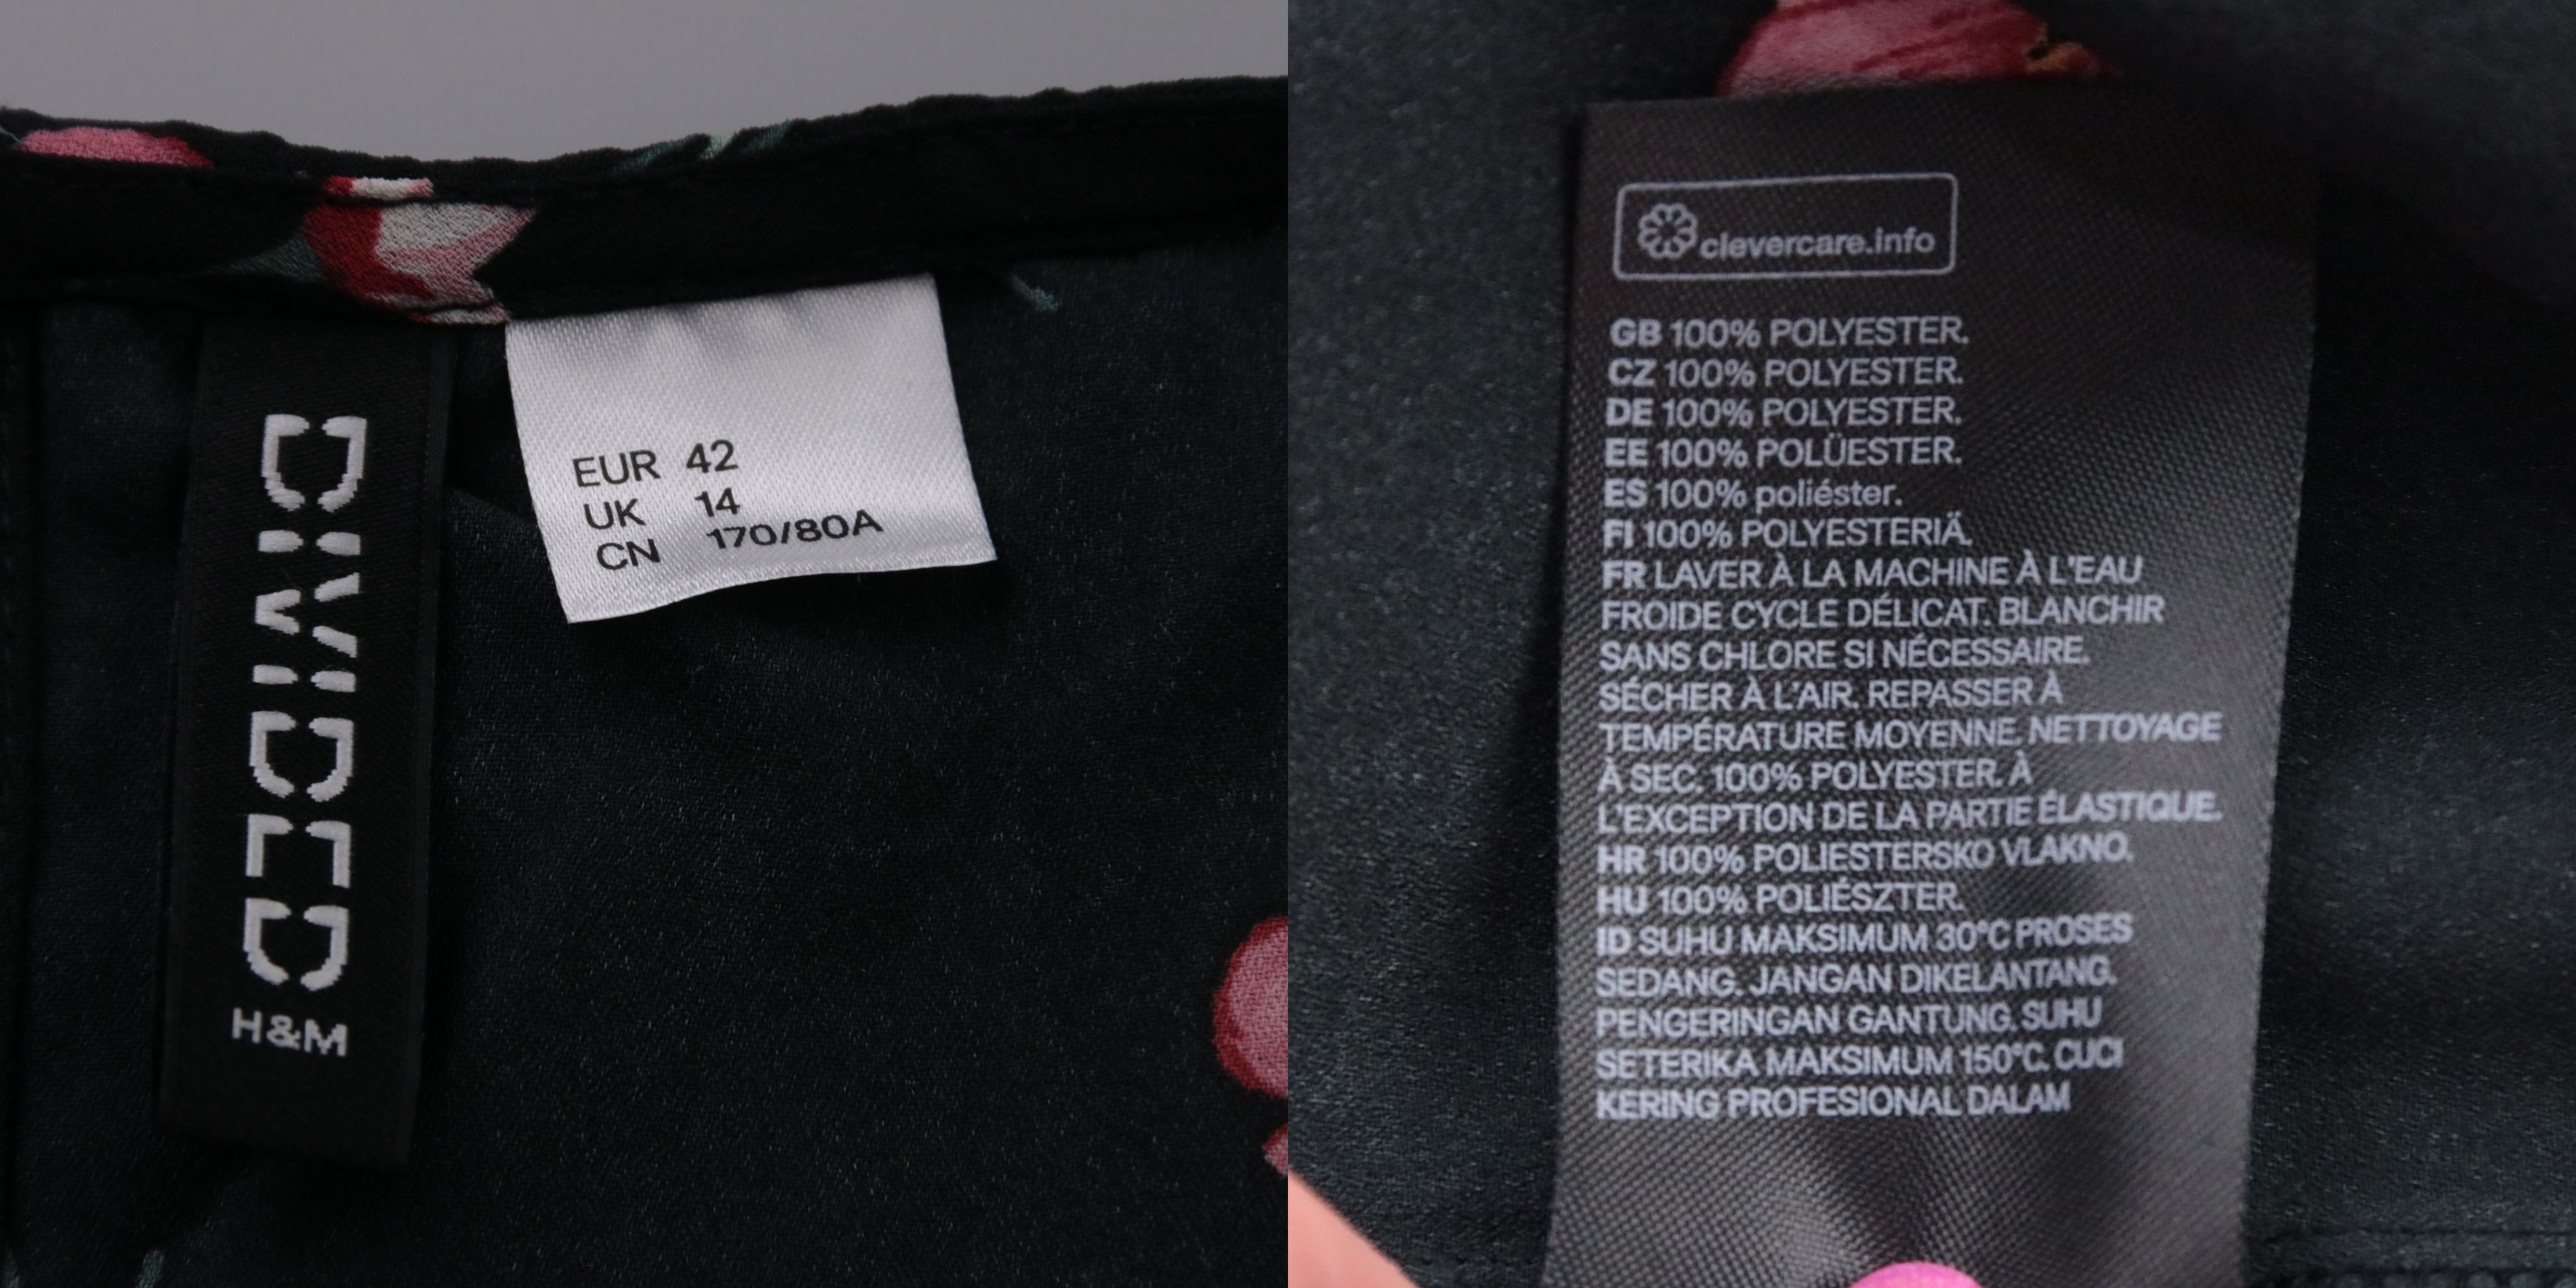 DIVIDED
H&M
EUR 42
UK 14
CN 170/80A
clevercare.info
GB 100% POLYESTER.
CZ 100% POLYESTER.
DE 100% POLYESTER.
EE 100% POLÜESTER.
ES 100% poliéster.
FI 100% POLYESTERIÄ.
FR LAVER À LA MACHINE À L'EAU
FROIDE CYCLE DÉLICAT. BLANCHIR
SANS CHLORE SI NÉCESSAIRE.
SÉCHER À L'AIR. REPASSER À
TEMPÉRATURE MOYENNE. NETTOYAGE
À SEC. 100% POLYESTER. À
L'EXCEPTION DE LA PARTIE ÉLASTIQUE.
HR 100% POLIESTERSKO VLAKNO.
HU 100% POLIÉSZTER.
ID SUHU MAKSIMUM 30°C PROSES
SEDANG. JANGAN DIKELANTANG.
PENGERINGAN GANTUNG. SUHU
SETERIKA MAKSIMUM 150°C. CUCI
KERING PROFESIONAL DALAM